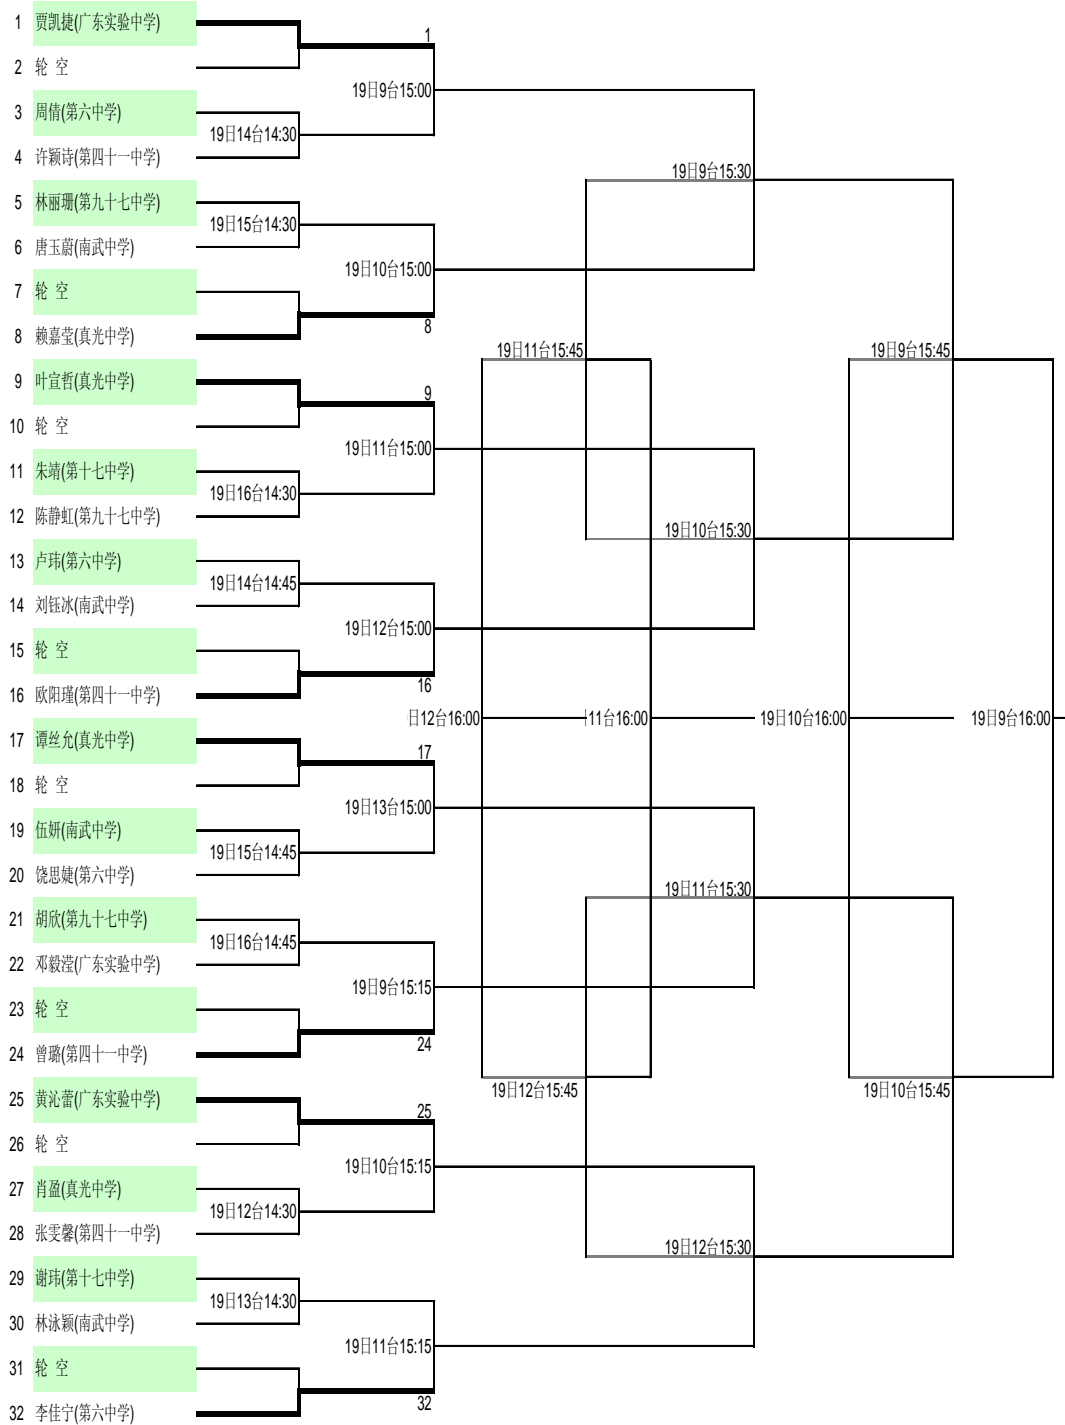 1 贾凯捷(广东实验中学)
1
2 轮 空
19日9台15:00
3 周倩(第六中学)
19日14台14:30
4 许颖诗(第四十一中学)
19日9台15:30
5 林丽珊(第九十七中学)
19日15台14:30
6 唐玉蔚(南武中学)
19日10台15:00
7 轮 空
8
8 赖嘉莹(真光中学)
19日11台15:45 19日9台15:45
9 叶宣哲(真光中学)
9
10 轮 空
19日11台15:00
11 朱靖(第十七中学)
19日16台14:30
12 陈静虹(第九十七中学)
19日10台15:30
13 卢玮(第六中学)
19日14台14:45
14 刘钰冰(南武中学)
19日12台15:00
15 轮 空
16
16 欧阳瑾(第四十一中学)
日12台16:00 11台16:00 19日10台16:00 19日9台16:00
17 谭丝允(真光中学)
17
18 轮 空
19日13台15:00
19 伍妍(南武中学)
19日15台14:45
20 饶思婕(第六中学)
19日11台15:30
21 胡欣(第九十七中学)
19日16台14:45
22 邓毅滢(广东实验中学)
19日9台15:15
23 轮 空
24
24 曾璐(第四十一中学)
19日12台15:45 19日10台15:45
25 黄沁蕾(广东实验中学)
25
26 轮 空
19日10台15:15
27 肖盈(真光中学)
19日12台14:30
28 张雯馨(第四十一中学)
19日12台15:30
29 谢玮(第十七中学)
19日13台14:30
30 林泳颖(南武中学)
19日11台15:15
31 轮 空
32
32 李佳宁(第六中学)